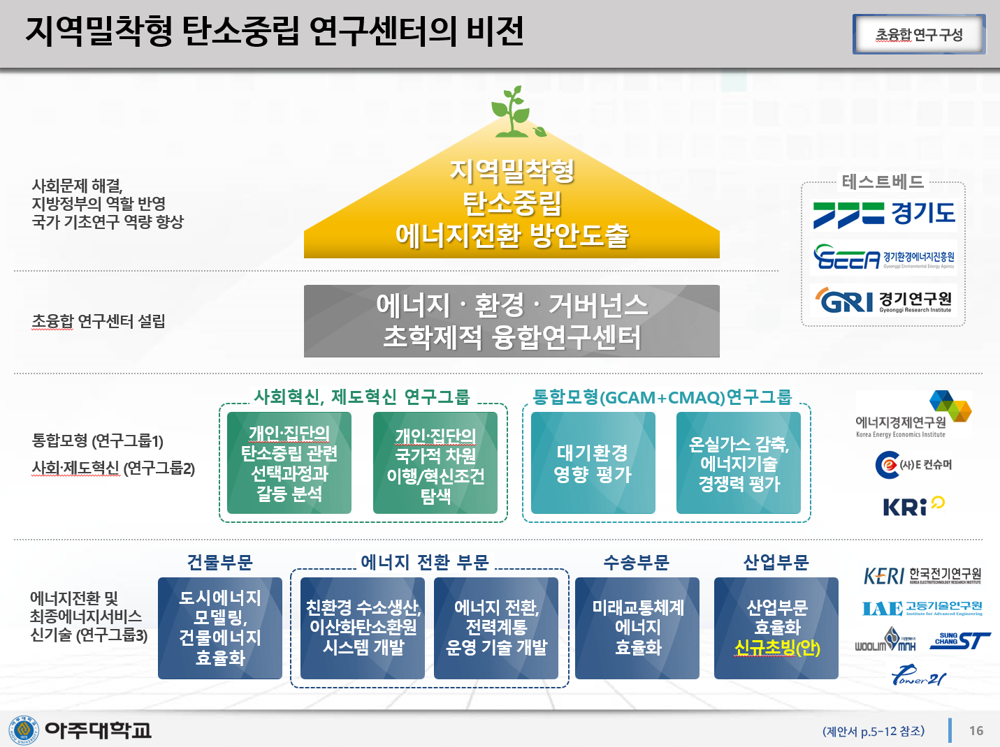 지역밀착형 탄소중립 연구센터의 비전
초융합 연구 구성
사회문제 해결,
지방정부의 역할 반영
국가 기초연구 역량 향상
지역밀착형
탄소중립
에너지전환 방안도출
테스트베드
경기도
GEEA 경기환경에너지진흥원
Gyeonggi Environmental Energy Agency
GRI 경기연구원
Gyeonggi Research Institute
초융합 연구센터 설립
에너지 · 환경 · 거버넌스
초학제적 융합연구센터
통합모형 (연구그룹1)
사회·제도혁신 (연구그룹2)
사회혁신, 제도혁신 연구그룹
개인·집단의
탄소중립 관련
선택과정과
갈등 분석
개인·집단의
국가적 차원
이행/혁신조건
탐색
통합모형(GCAM+CMAQ)연구그룹
대기환경
영향 평가
온실가스 감축,
에너지기술
경쟁력 평가
에너지경제연구원
Korea Energy Economics Institute
(사)E 컨슈머
KRi
에너지전환 및
최종에너지서비스
신기술 (연구그룹3)
건물부문
도시에너지
모델링,
건물에너지
효율화
에너지 전환 부문
친환경 수소생산,
이산화탄소환원
시스템 개발
에너지 전환,
전력계통
운영 기술 개발
수송부문
미래교통체계
에너지
효율화
산업부문
산업부문
효율화
신규초빙(안)
KERI 한국전기연구원
KOREA ELECTROTECHNOLOGY RESEARCH INSTITUTE
IAE 고등기술연구원
Institute for Advanced Engineering
WOOLIM MNH
SUNG CHANG ST
Power21
아주대학교
(제안서 p.5-12 참조)
16